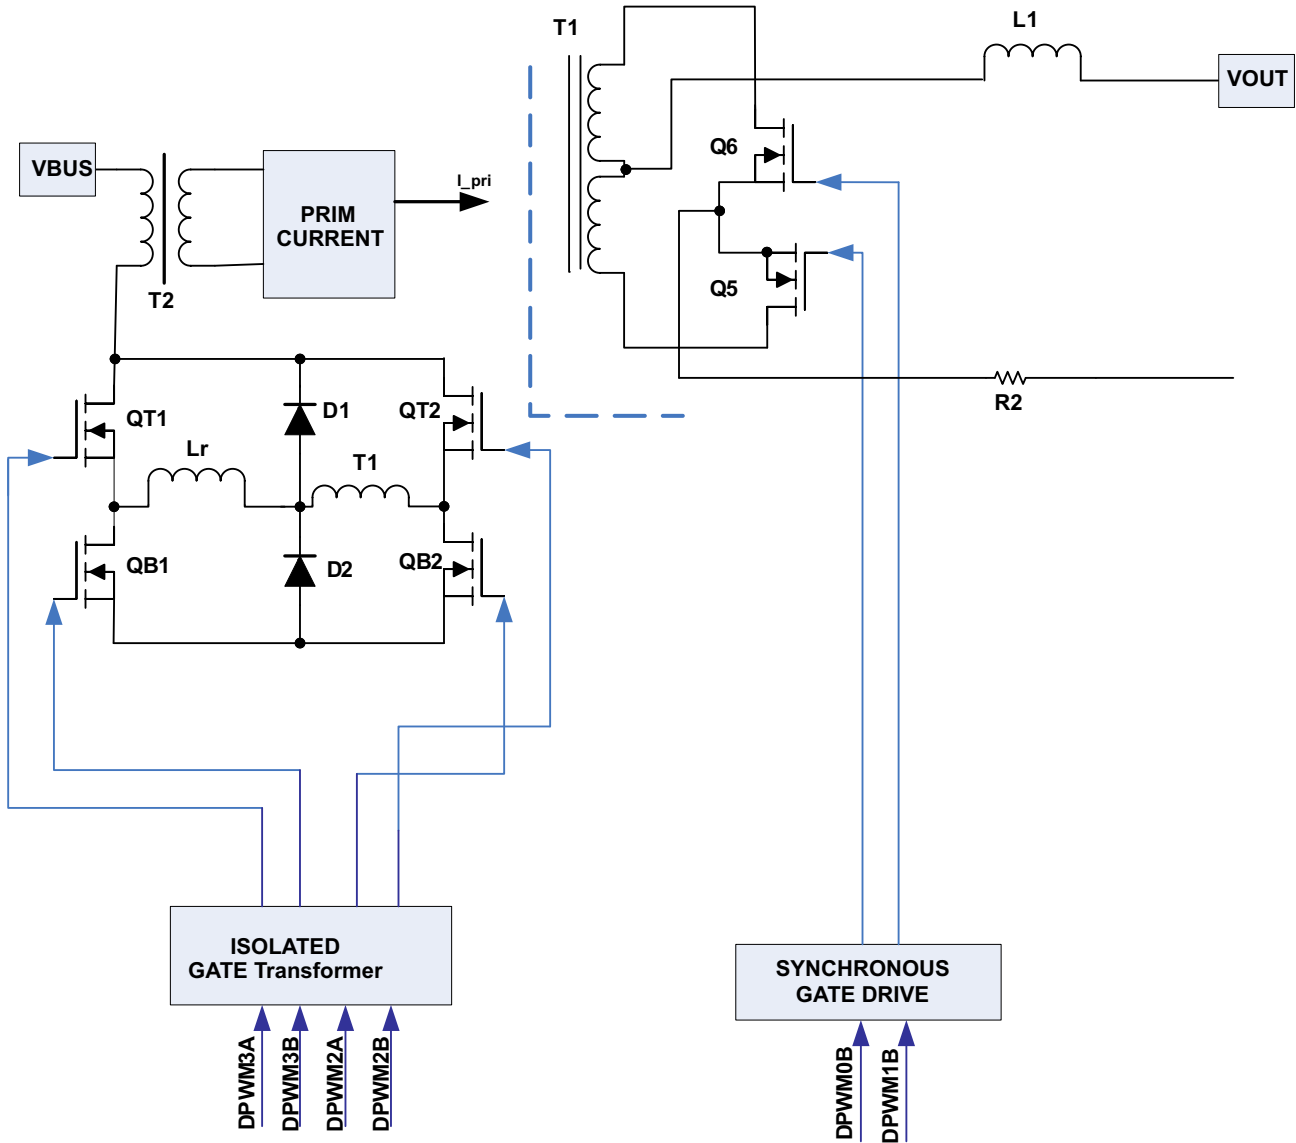 T1
L1
VOUT
VBUS
T2
PRIM
CURRENT
I_pri
Q6
Q5
R2
QT1
D1
QT2
Lr
T1
QB1
D2
QB2
ISOLATED
GATE Transformer
SYNCHRONOUS
GATE DRIVE
DPWM3A
DPWM3B
DPWM2A
DPWM2B
DPWM0B
DPWM1B